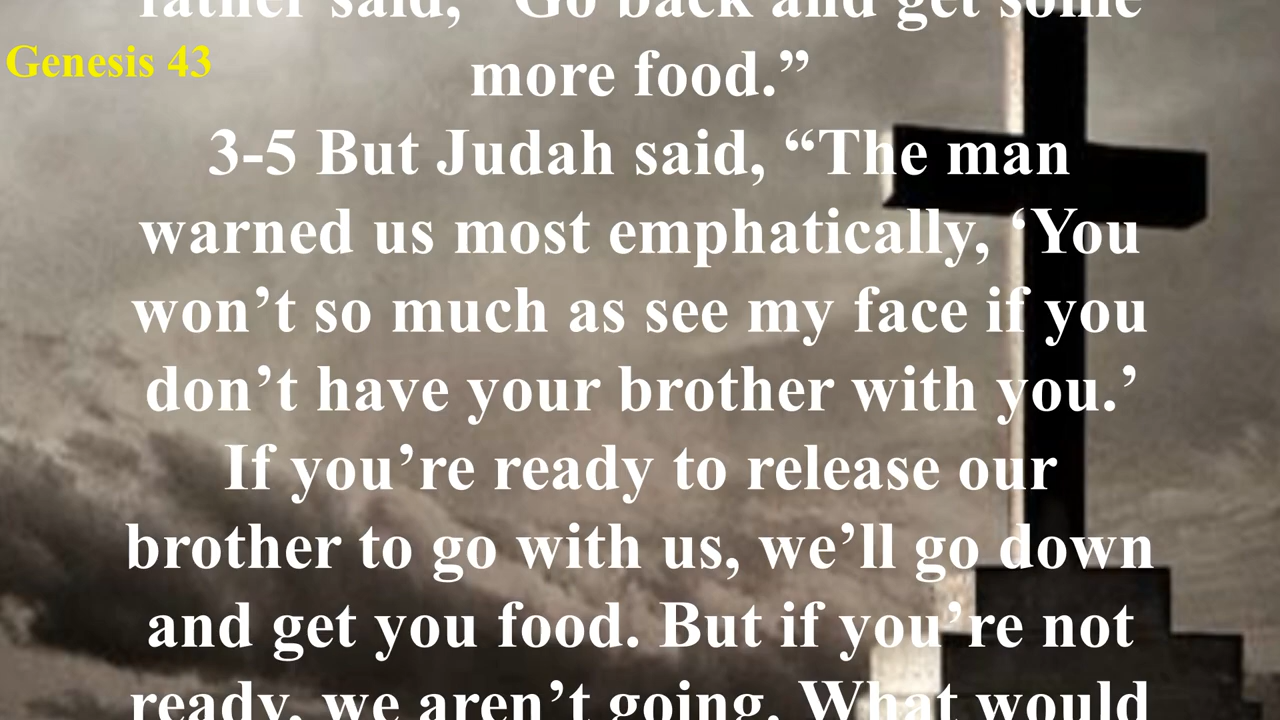 father said, “Go back and get some
Genesis 43
more food.”
3-5 But Judah said, “The man
warned us most emphatically, ‘You
won’t so much as see my face if you
don’t have your brother with you.’
If you’re ready to release our
brother to go with us, we’ll go down
and get you food. But if you’re not
ready, we aren’t going. What would